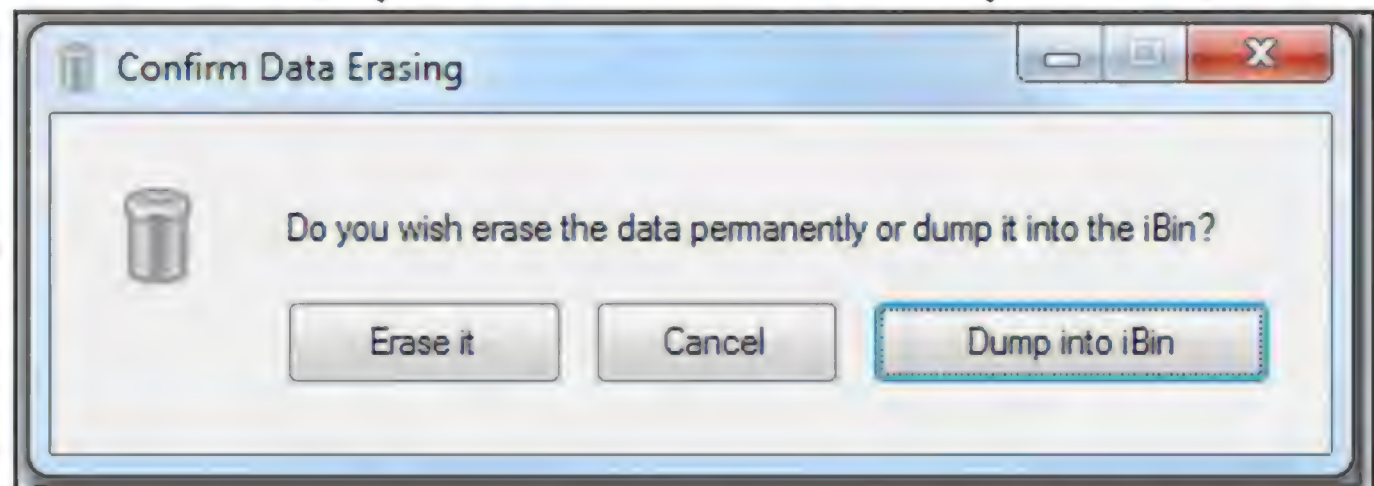 Confirm Data Erasing
Do you wish erase the data permanently or dump it into the iBin?
Erase it Cancel Dump into iBin